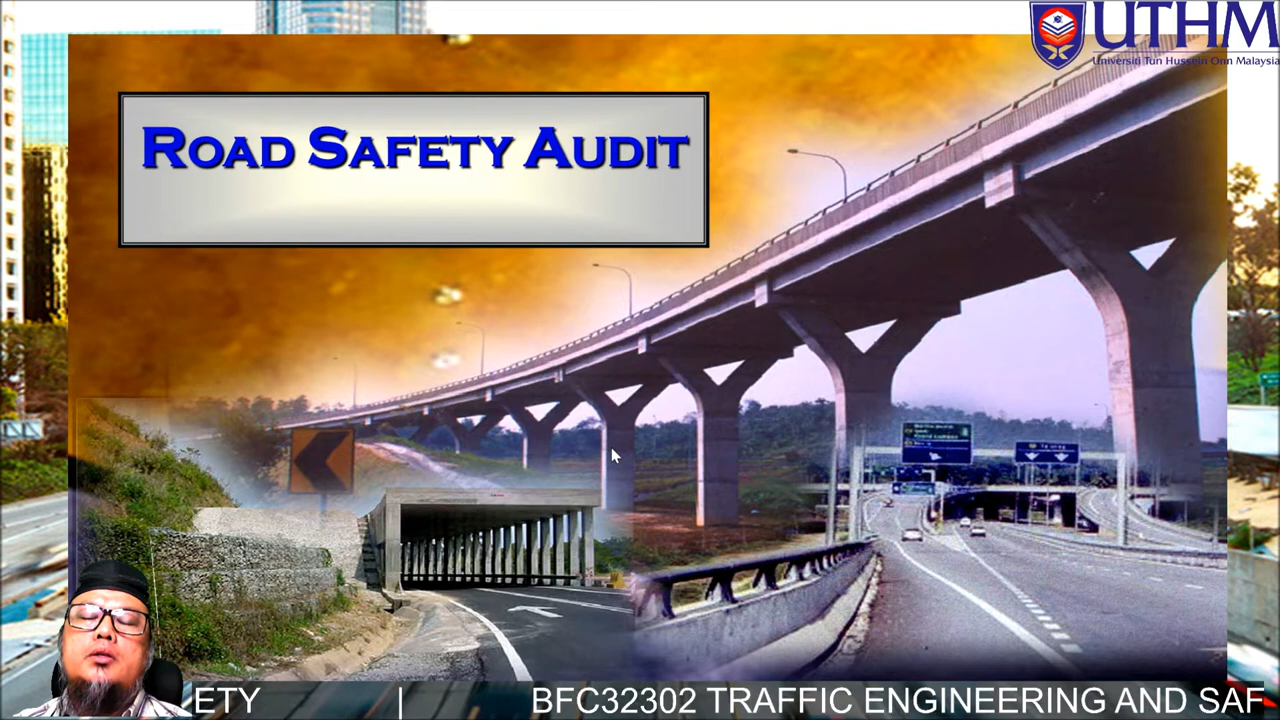 UTHM
Universiti Tun Hussein Onn Malaysia
ROAD SAFETY AUDIT
ETY | BFC32302 TRAFFIC ENGINEERING AND SAF